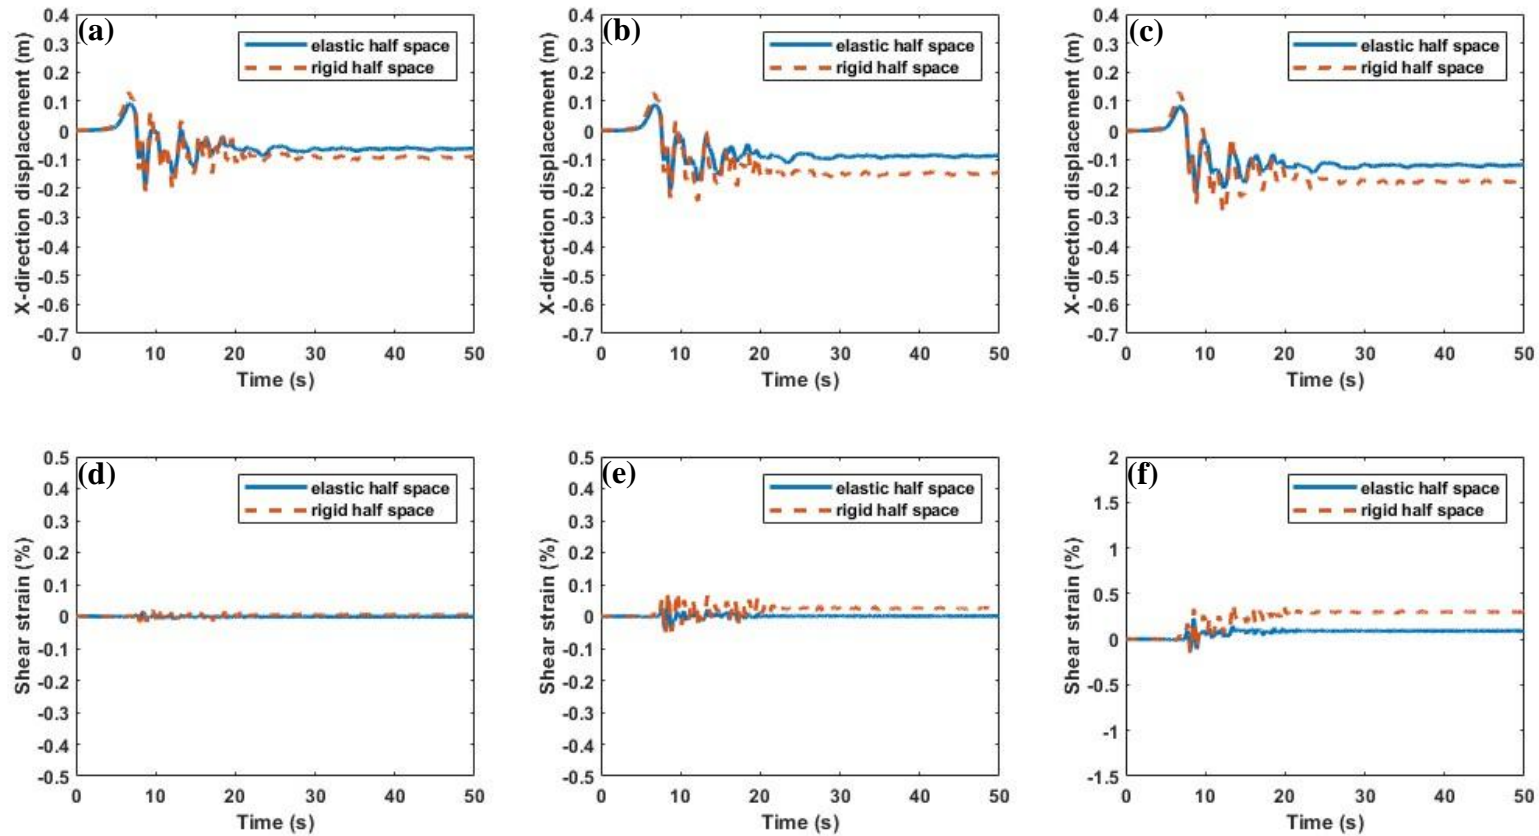 (a)
elastic half space
rigid half space
X-direction displacement (m)
0.4
0.3
0.2
0.1
0
-0.1
-0.2
-0.3
-0.4
-0.5
-0.6
-0.7
0 10 20 30 40 50
Time (s)
(b)
elastic half space
rigid half space
X-direction displacement (m)
0.4
0.3
0.2
0.1
0
-0.1
-0.2
-0.3
-0.4
-0.5
-0.6
-0.7
0 10 20 30 40 50
Time (s)
(c)
elastic half space
rigid half space
X-direction displacement (m)
0.4
0.3
0.2
0.1
0
-0.1
-0.2
-0.3
-0.4
-0.5
-0.6
-0.7
0 10 20 30 40 50
Time (s)
(d)
elastic half space
rigid half space
Shear strain (%)
0.5
0.4
0.3
0.2
0.1
0
-0.1
-0.2
-0.3
-0.4
-0.5
0 10 20 30 40 50
Time (s)
(e)
elastic half space
rigid half space
Shear strain (%)
0.5
0.4
0.3
0.2
0.1
0
-0.1
-0.2
-0.3
-0.4
-0.5
0 10 20 30 40 50
Time (s)
(f)
elastic half space
rigid half space
Shear strain (%)
2
1.5
1
0.5
0
-0.5
-1
-1.5
0 10 20 30 40 50
Time (s)